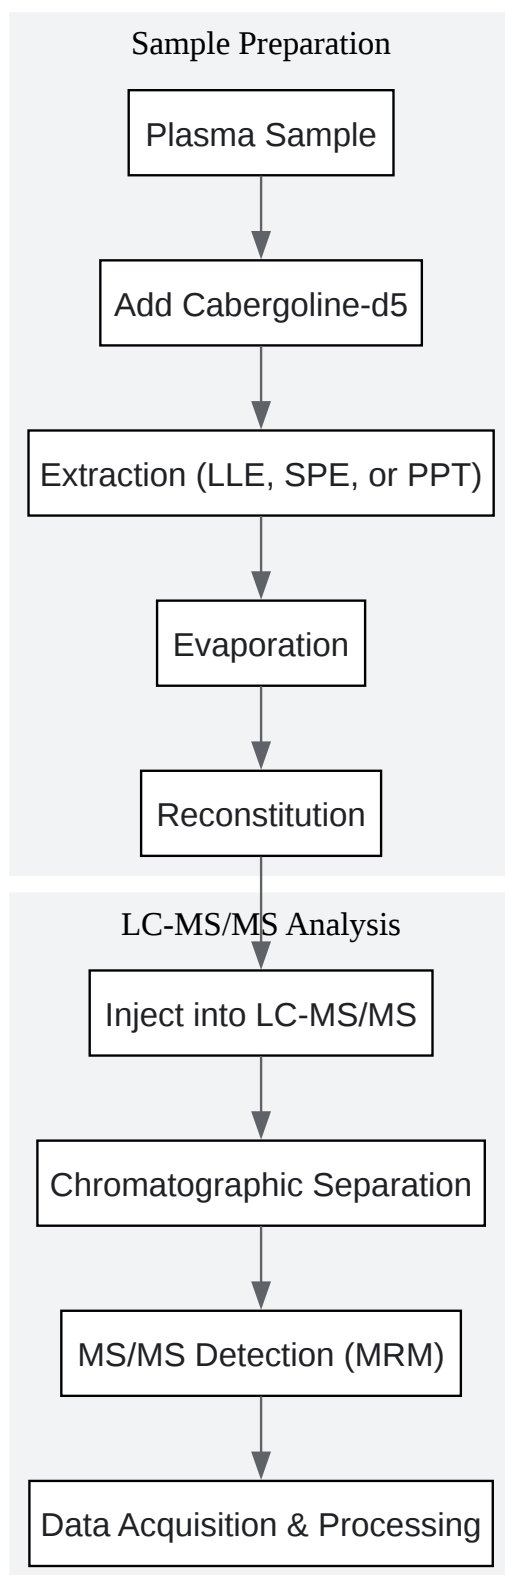 Sample Preparation
Plasma Sample
Add Cabergoline-d5
Extraction (LLE, SPE, or PPT)
Evaporation
Reconstitution
LC-MS/MS Analysis
Inject into LC-MS/MS
Chromatographic Separation
MS/MS Detection (MRM)
Data Acquisition & Processing